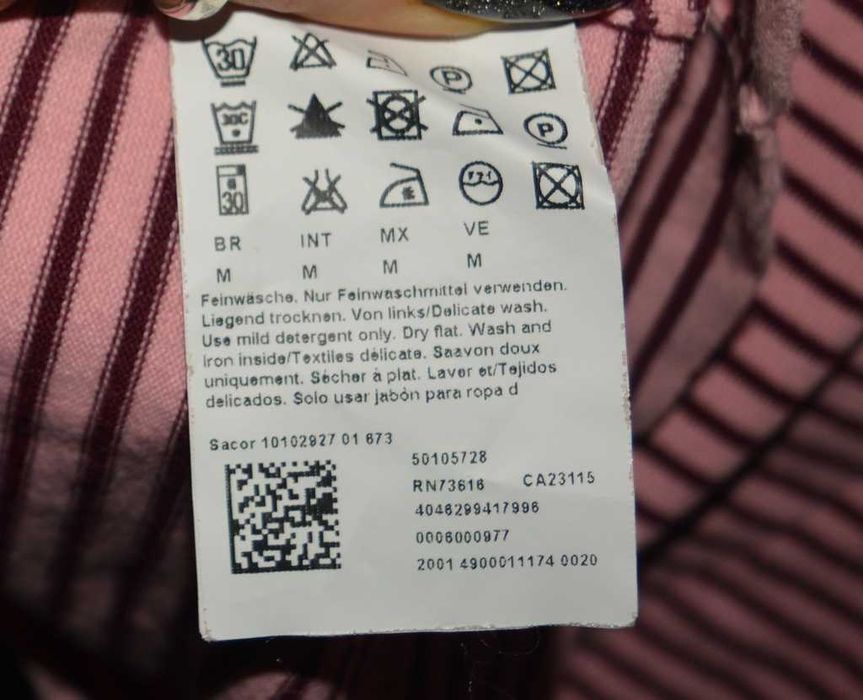 30
P
30C
P
30
BR INT MX VE
M M M M
Feinwäsche. Nur Feinwaschmittel verwenden.
Liegend trocknen. Von links/Delicate wash.
Use mild detergent only. Dry flat. Wash and
iron inside/Textiles délicate. Saavon doux
uniquement. Sécher á plat. Laver et/Tejidos
delicados. Solo usar jabón para ropa d
Sacor 10102927 01 673
50105728
RN73616 CA23115
4046299417996
0006000977
2001 4900011174 0020